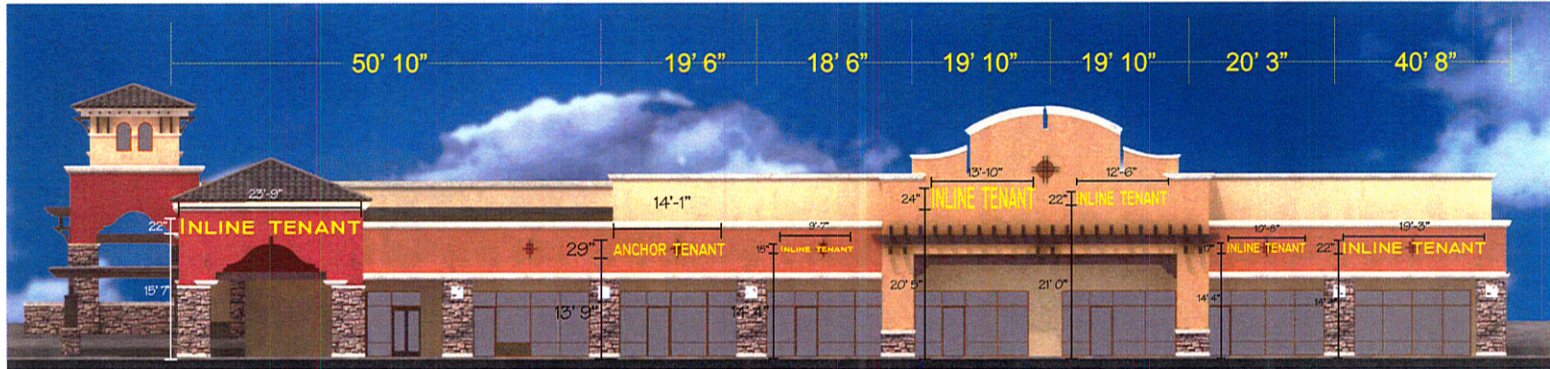 50' 10" 19' 6" 18' 6" 19' 10" 19' 10" 20' 3" 40' 8"
23'-9"
22"
INLINE TENANT
15' 7"
14'-1"
29"
ANCHOR TENANT
13' 9"
9'-7"
15"
INLINE TENANT
14' 4"
13'-10"
24"
INLINE TENANT
20' 5"
12'-6"
22"
INLINE TENANT
21' 0"
10'-8"
17"
INLINE TENANT
14' 4"
19'-3"
22"
INLINE TENANT
14' 4"